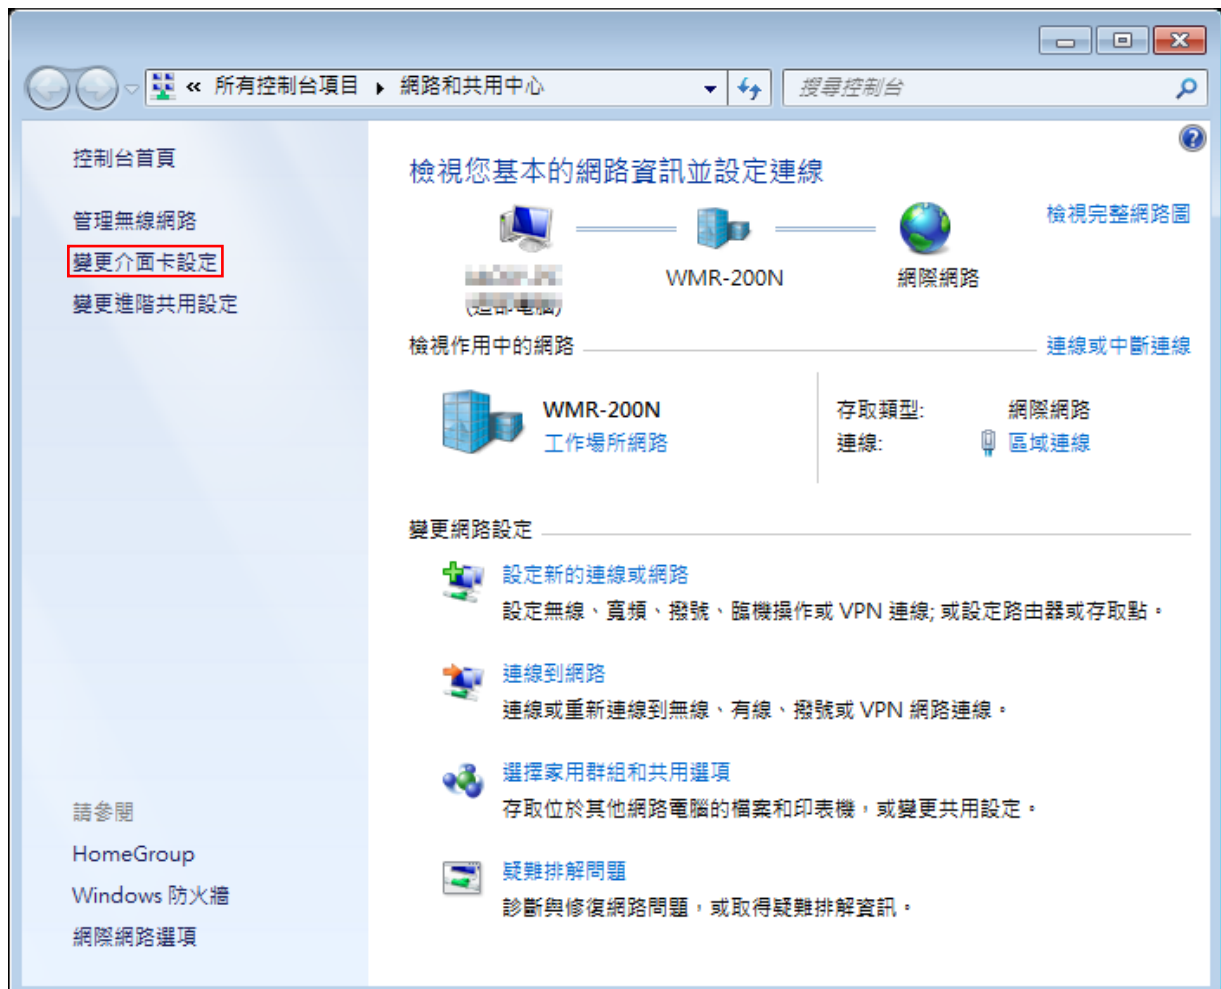 « 所有控制台項目 ▸ 網路和共用中心
搜尋控制台
控制台首頁
管理無線網路
變更介面卡設定
變更進階共用設定
請參閱
HomeGroup
Windows 防火牆
網際網路選項
檢視您基本的網路資訊並設定連線
檢視完整網路圖
WMR-200N
網際網路
(這部電腦)
檢視作用中的網路
連線或中斷連線
WMR-200N
工作場所網路
存取類型: 網際網路
連線: 區域連線
變更網路設定
設定新的連線或網路
設定無線、寬頻、撥號、臨機操作或 VPN 連線; 或設定路由器或存取點。
連線到網路
連線或重新連線到無線、有線、撥號或 VPN 網路連線。
選擇家用群組和共用選項
存取位於其他網路電腦的檔案和印表機，或變更共用設定。
疑難排解問題
診斷與修復網路問題，或取得疑難排解資訊。